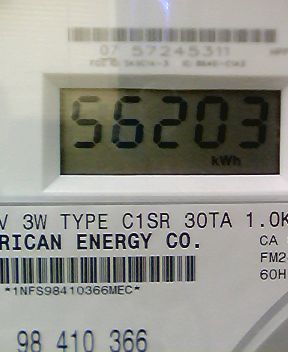 07 57245311
56203
kWh
V 3W TYPE C1SR 30TA 1.0K
RICAN ENERGY CO.
CA
FM2
60H
*1NFS98410366MEC*
98 410 366